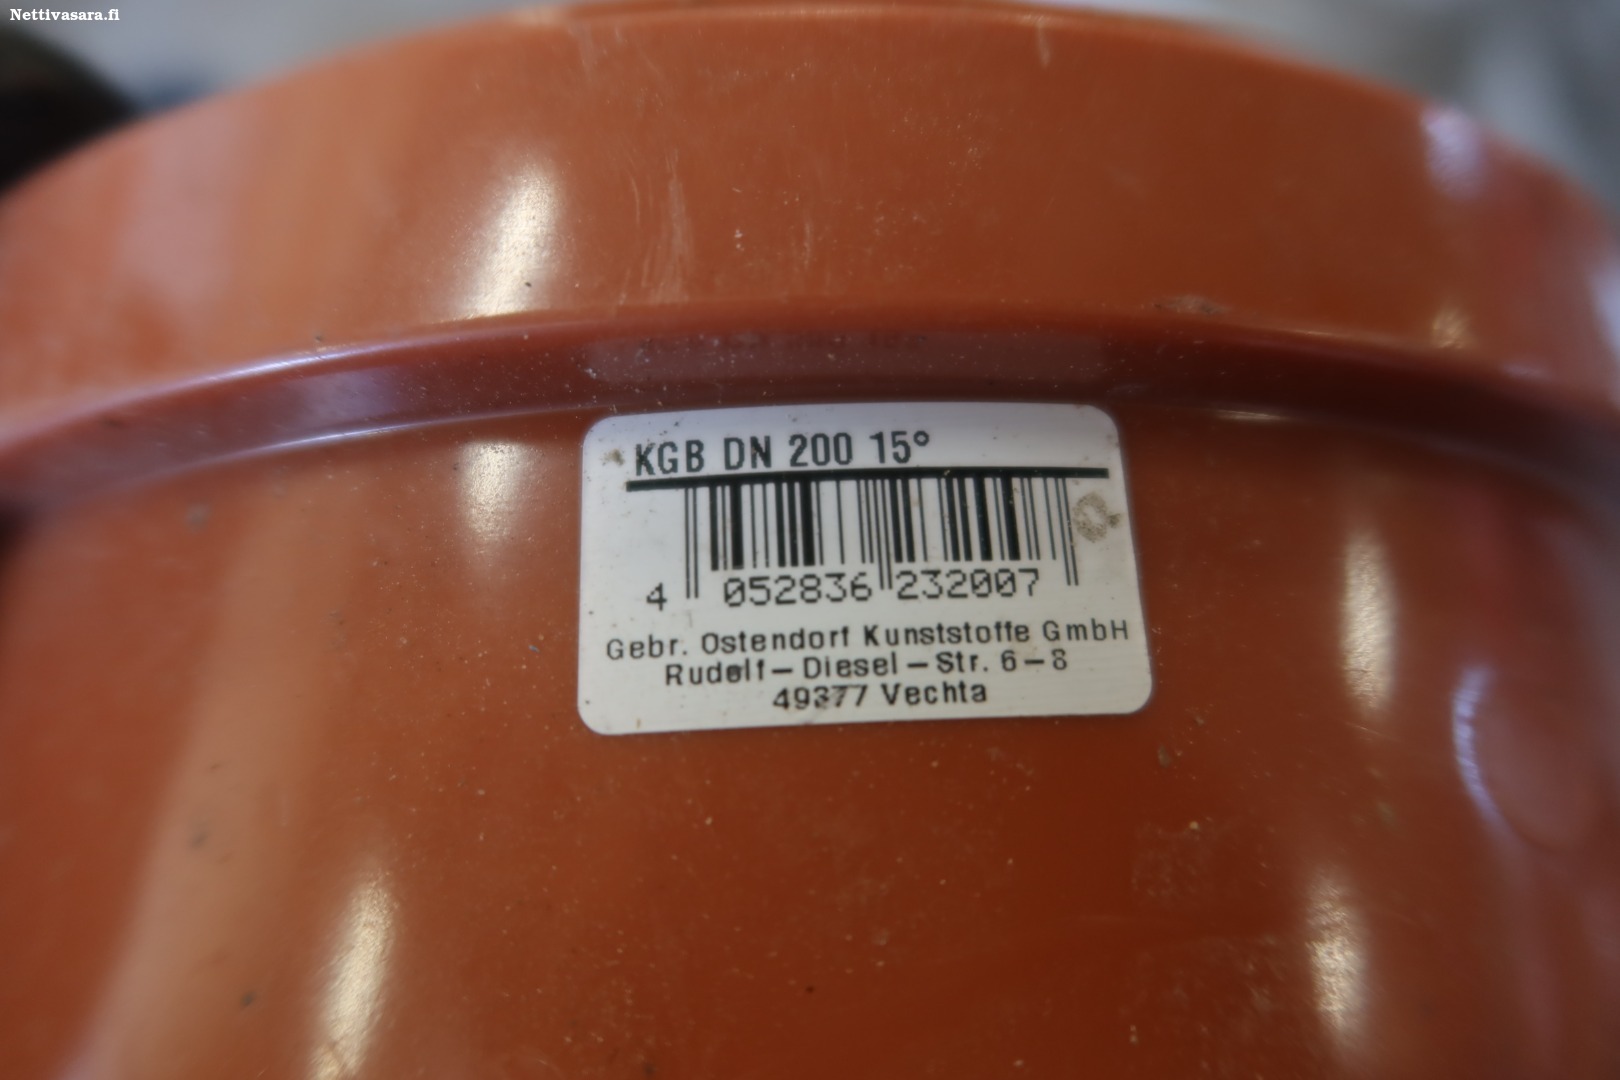 Nettivasara.fi
KGB DN 200 15°
4 052836 232007
Gebr. Ostendorf Kunststoffe GmbH
Rudolf-Diesel-Str. 6-8
49377 Vechta